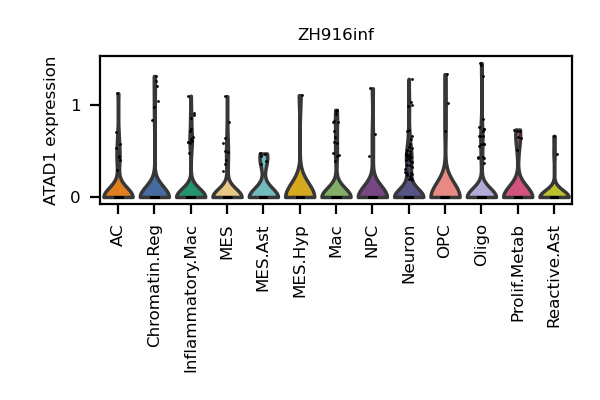 ZH916inf
ATAD1 expression
1
0
AC
Chromatin.Reg
Inflammatory.Mac
MES
MES.Ast
MES.Hyp
Mac
NPC
Neuron
OPC
Oligo
Prolif.Metab
Reactive.Ast